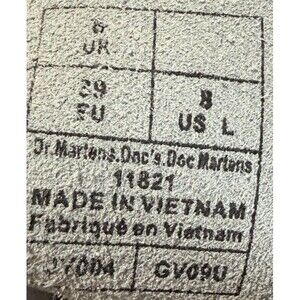 6
UK
39
EU
8
US L
Dr.Martens.Doc's.Doc Martens
11821
MADE IN VIETNAM
Fabriqué en Vietnam
GV09U